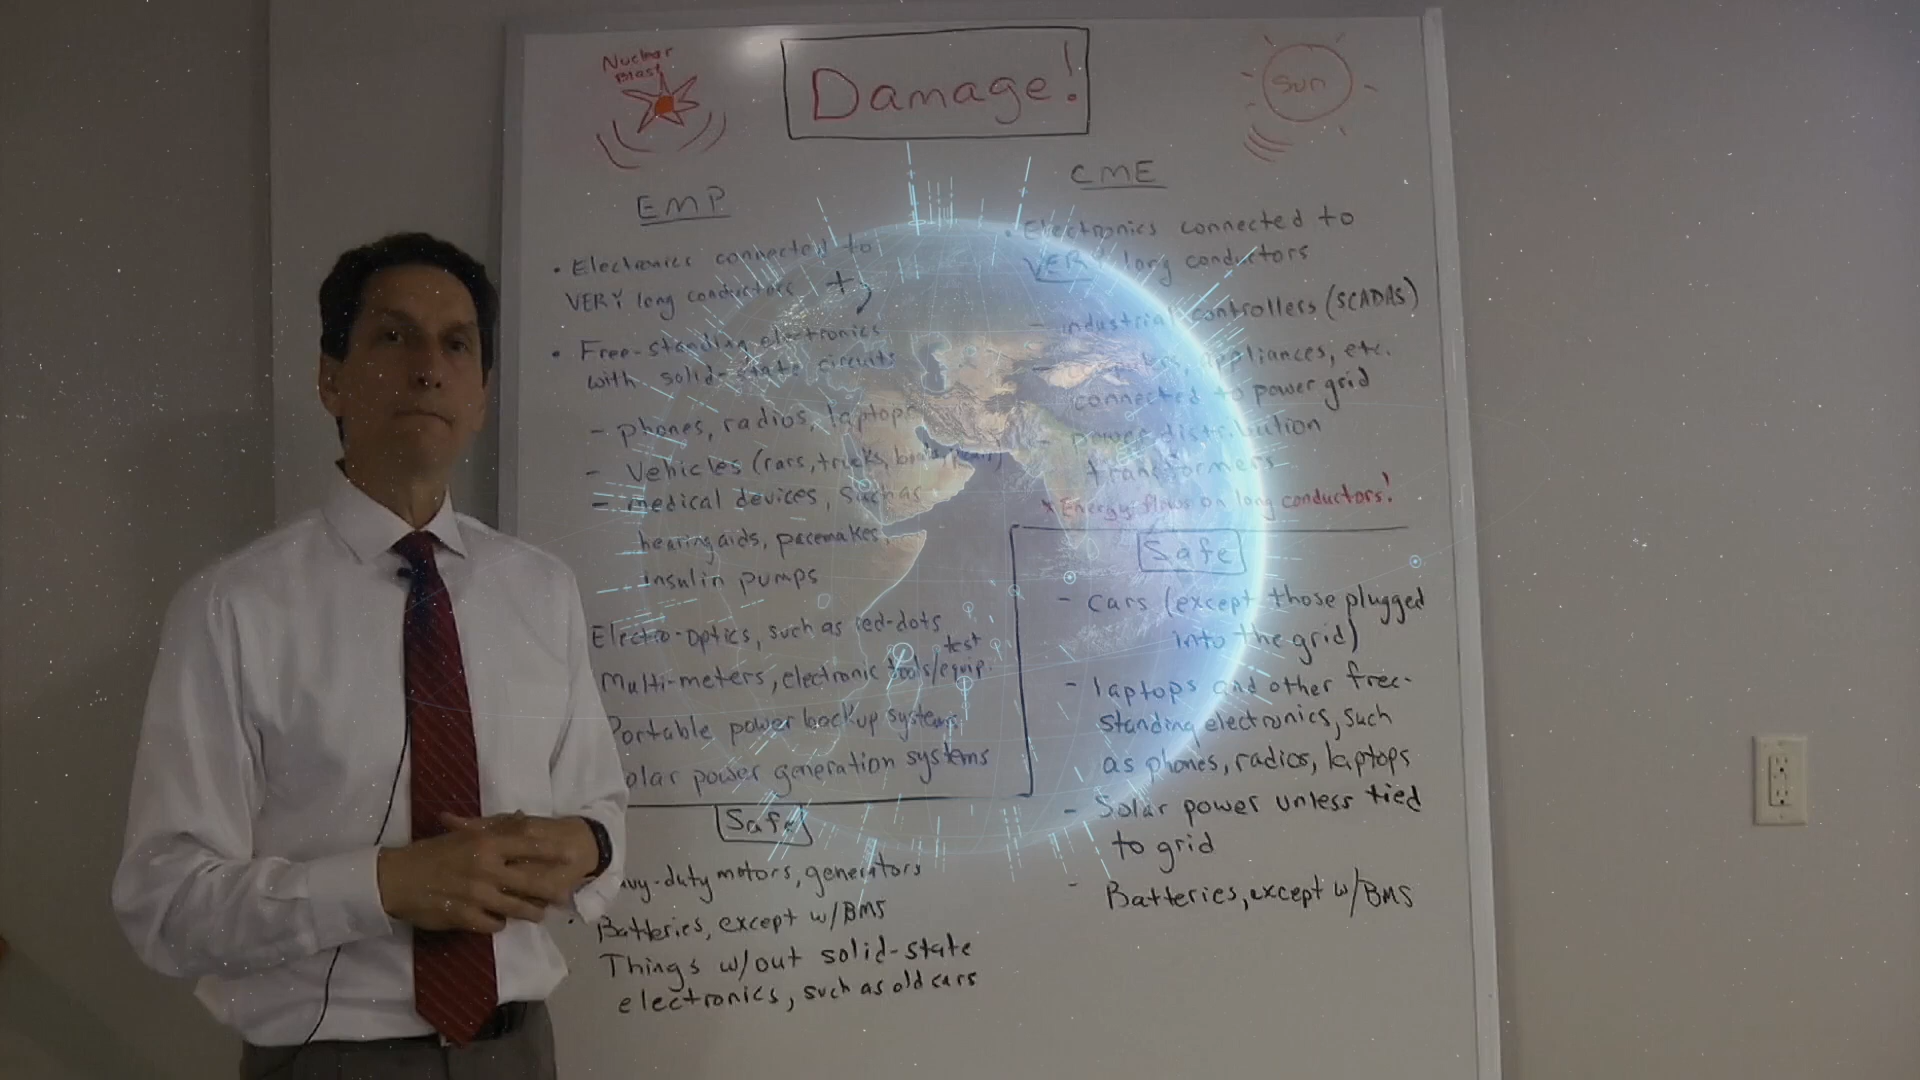 Nuclear
Blast
Damage!
Sun
EMP
• Electronics connected to
VERY long conductors +,
• Free-standing electronics
with solid-state circuits
- phones, radios, laptops
- Vehicles (cars, trucks,
- medical devices, such as
hearing aids, pacemakes,
insulin pumps
Electro-optics, such as red-dots
Multi-meters, electronic tools/equip.
test
Portable power backup systems
olar power generation systems
Safe
avy-duty motors, generators
• Batteries, except w/BMS
Things w/out solid-state
electronics, such as old cars
CME
• Electronics connected to
VERY long conductors
- industrial controllers (SCADAS)
- appliances, etc.
connected to power grid
- power distribution
transformers
* Energy flows on long conductors!
Safe
- cars (except those plugged
into the grid)
- laptops and other free-
standing electronics, such
as phones, radios, laptops
- Solar power unless tied
to grid
- Batteries, except w/BMS